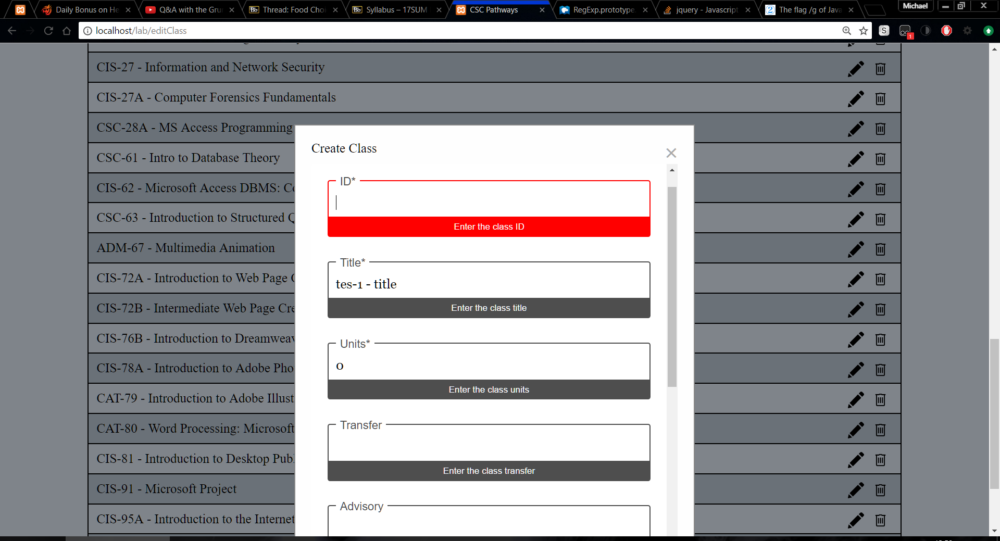 Daily Bonus on He
Q&A with the Gru
Bb Thread: Food Choi
Bb Syllabus – 17SUM
CSC Pathways
RegExp.prototype.
jquery - Javascript
2 The flag /g of Java
Michael
localhost/lab/editClass
S
1
CIS-27 - Information and Network Security
CIS-27A - Computer Forensics Fundamentals
CSC-28A - MS Access Programming
CSC-61 - Intro to Database Theory
CIS-62 - Microsoft Access DBMS: Co
CSC-63 - Introduction to Structured Q
ADM-67 - Multimedia Animation
CIS-72A - Introduction to Web Page C
CIS-72B - Intermediate Web Page Cre
CIS-76B - Introduction to Dreamweav
CIS-78A - Introduction to Adobe Pho
CAT-79 - Introduction to Adobe Illust
CAT-80 - Word Processing: Microsoft
CIS-81 - Introduction to Desktop Publ
CIS-91 - Microsoft Project
CIS-95A - Introduction to the Internet
Create Class
ID*
Enter the class ID
Title*
tes-1 - title
Enter the class title
Units*
0
Enter the class units
Transfer
Enter the class transfer
Advisory